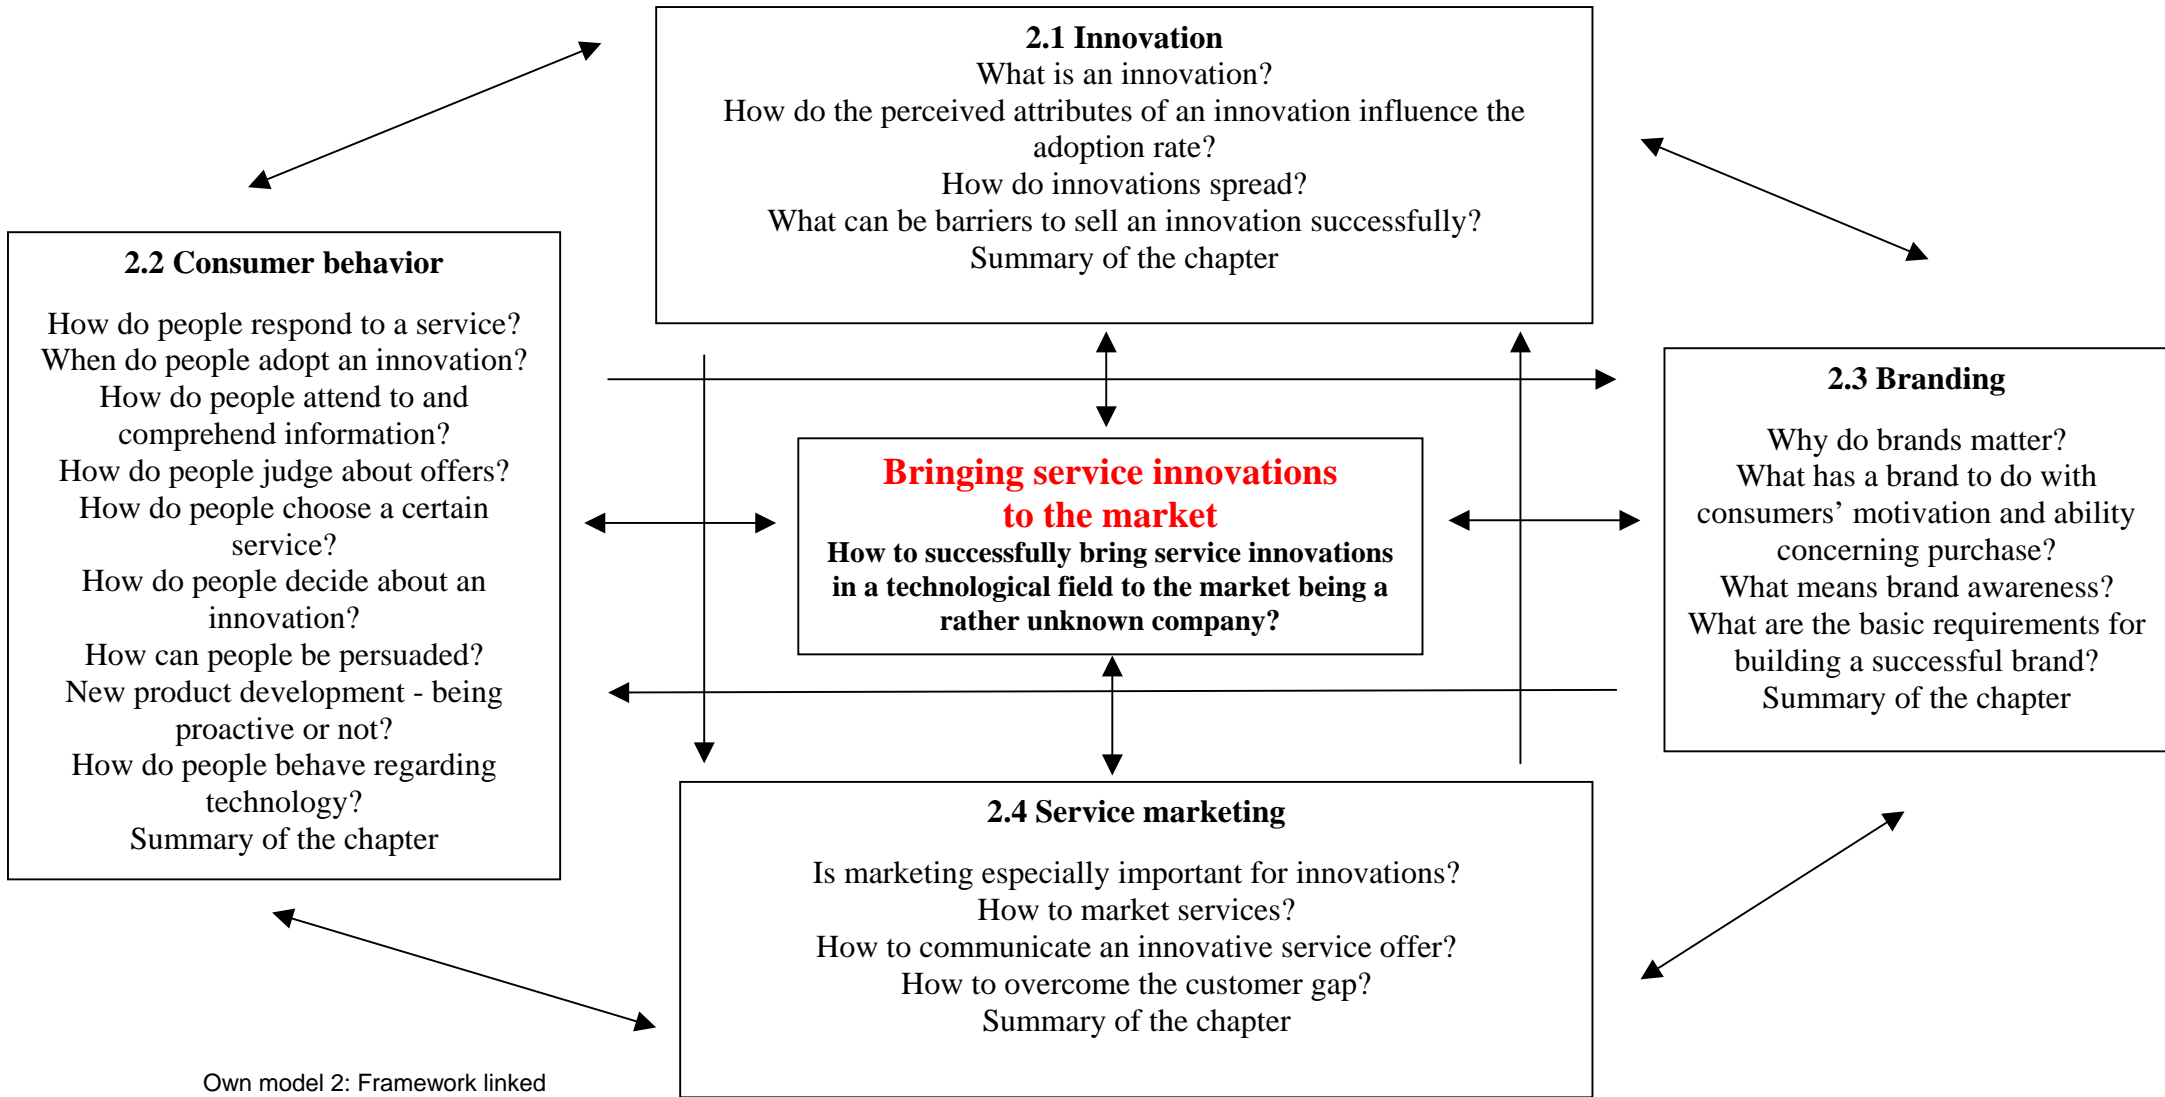 2.1 Innovation
What is an innovation?
How do the perceived attributes of an innovation influence the
adoption rate?
How do innovations spread?
What can be barriers to sell an innovation successfully?
Summary of the chapter
2.2 Consumer behavior
How do people respond to a service?
When do people adopt an innovation?
How do people attend to and
comprehend information?
How do people judge about offers?
How do people choose a certain
service?
How do people decide about an
innovation?
How can people be persuaded?
New product development - being
proactive or not?
How do people behave regarding
technology?
Summary of the chapter
Bringing service innovations
to the market
How to successfully bring service innovations
in a technological field to the market being a
rather unknown company?
2.3 Branding
Why do brands matter?
What has a brand to do with
consumers’ motivation and ability
concerning purchase?
What means brand awareness?
What are the basic requirements for
building a successful brand?
Summary of the chapter
2.4 Service marketing
Is marketing especially important for innovations?
How to market services?
How to communicate an innovative service offer?
How to overcome the customer gap?
Summary of the chapter
Own model 2: Framework linked